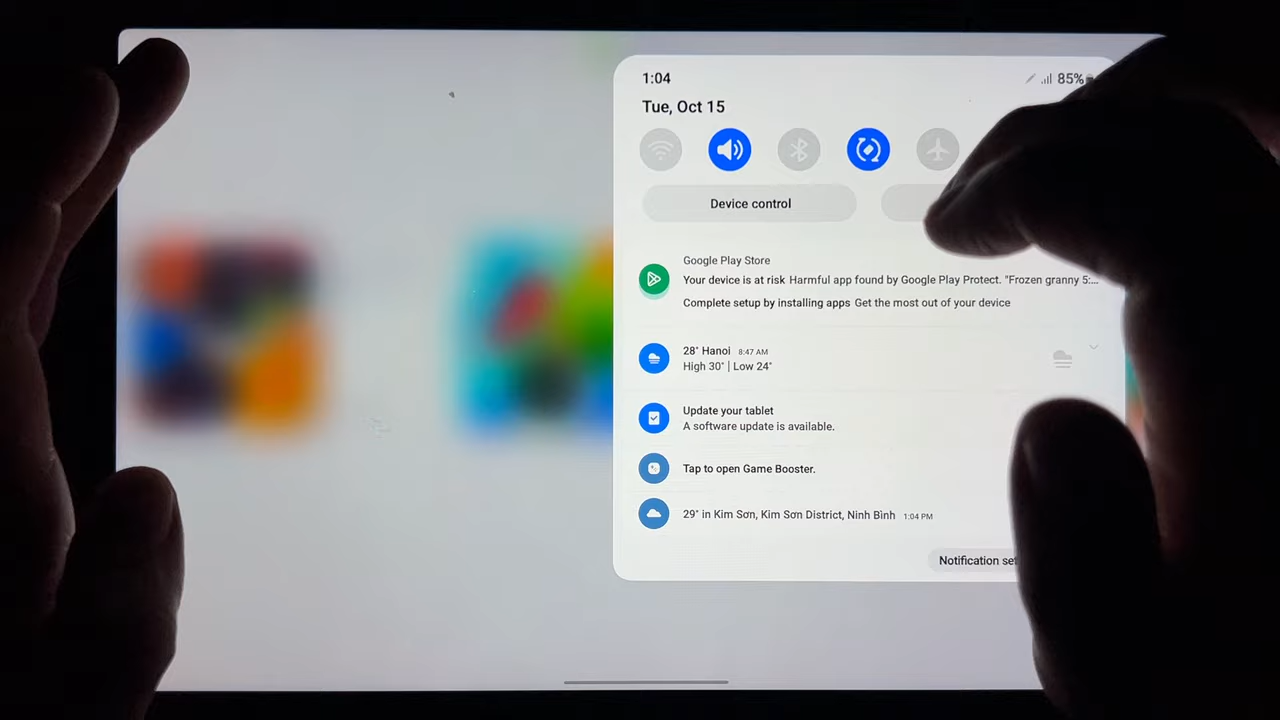 1:04
85%
Tue, Oct 15
Device control
Google Play Store
Your device is at risk Harmful app found by Google Play Protect. "Frozen granny 5:...
Complete setup by installing apps Get the most out of your device
28° Hanoi 8:47 AM
High 30° | Low 24°
Update your tablet
A software update is available.
Tap to open Game Booster.
29° in Kim Sơn, Kim Sơn District, Ninh Bình 1:04 PM
Notification